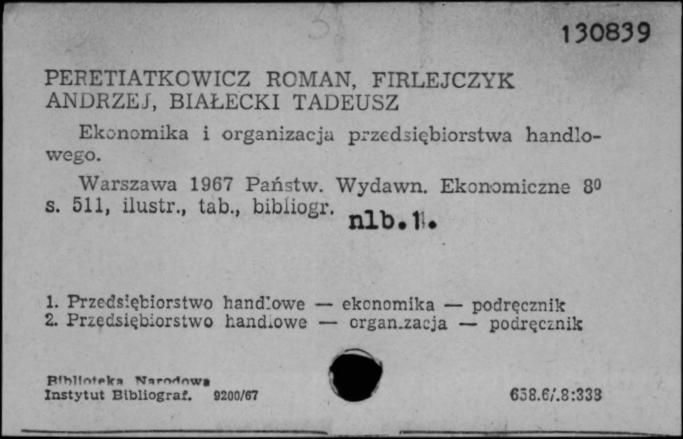 130839
PERETIATKOWICZ ROMAN, FIRLEJCZYK
ANDRZEJ, BIAŁECKI TADEUSZ
Ekonomika i organizacja przedsiębiorstwa handlo-
wego.
Warszawa 1967 Państw. Wydawn. Ekonomiczne 8⁰
s. 511, ilustr., tab., bibliogr. nlb. 1.
1. Przedsiębiorstwo handlowe — ekonomika — podręcznik
2. Przedsiębiorstwo handlowe — organizacja — podręcznik
Biblioteka Narodowa
Instytut Bibliograf. 9200/67 658.6/.8:338